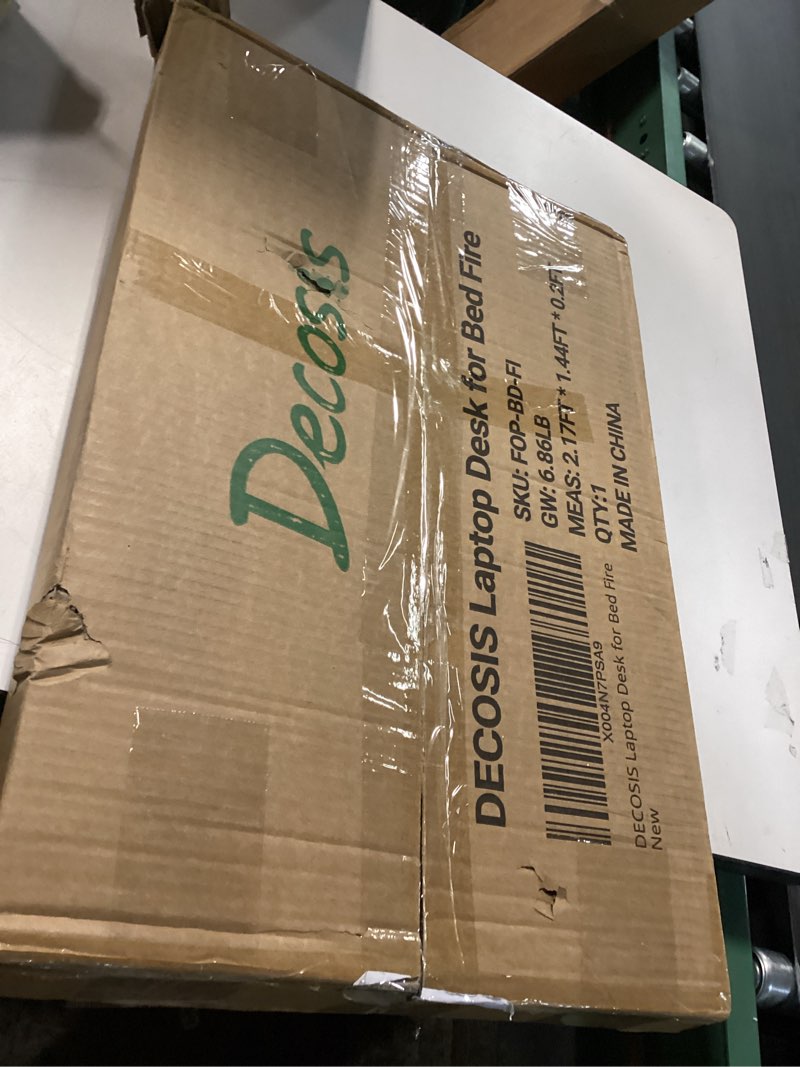 Decosis
DECOSIS Laptop Desk for Bed Fire
SKU: FOP-BD-FI
GW: 6.86LB
MEAS: 2.17FT * 1.44FT * 0.2FT
QTY:1
MADE IN CHINA
X004N7PSA9
DECOSIS Laptop Desk for Bed Fire
New